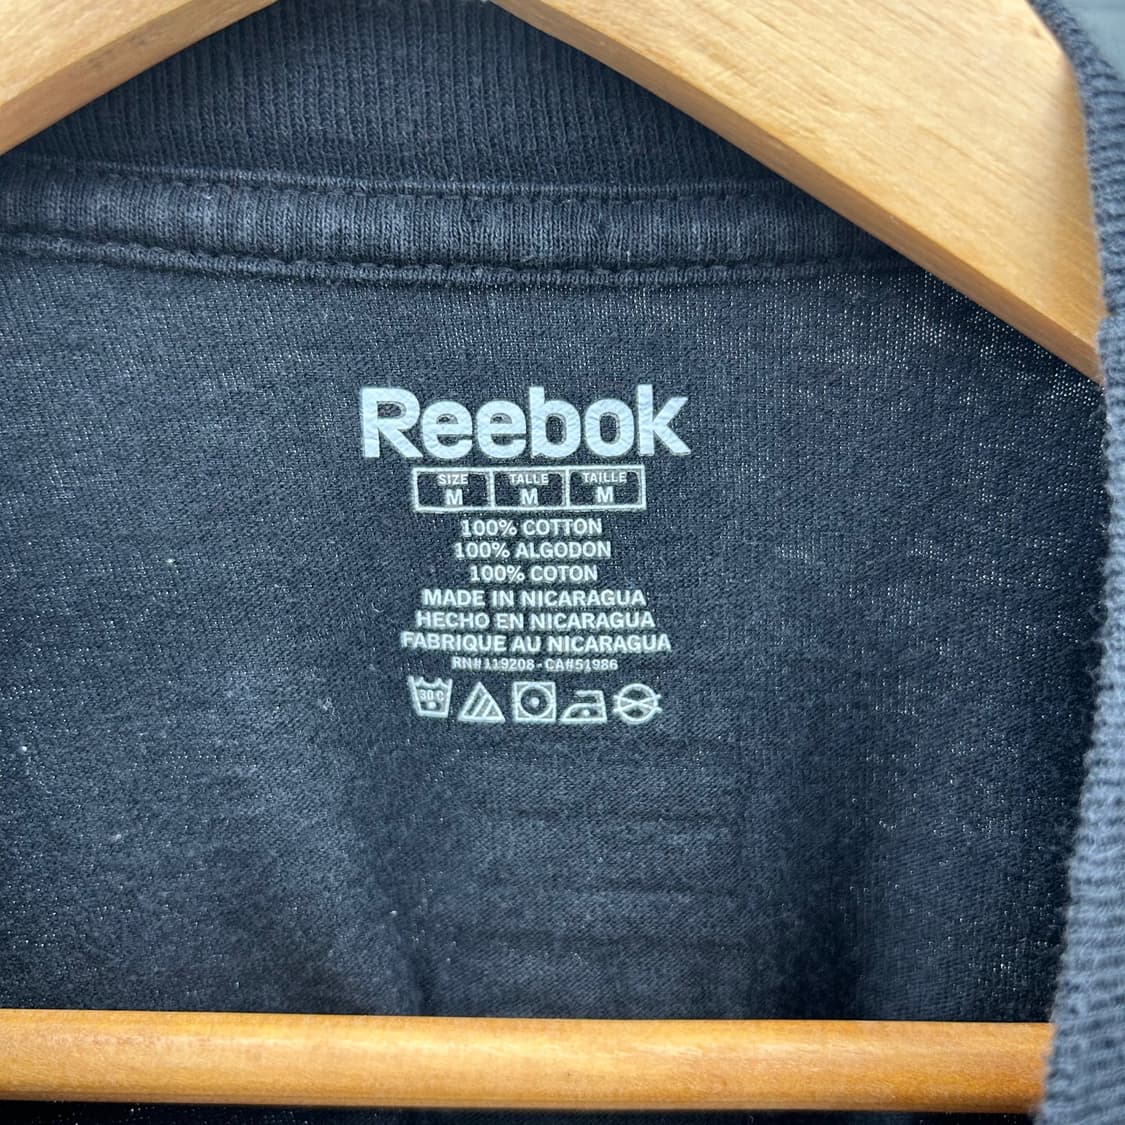 Reebok
SIZE TALLE TAILLE
M M M
100% COTTON
100% ALGODON
100% COTON
MADE IN NICARAGUA
HECHO EN NICARAGUA
FABRIQUE AU NICARAGUA
RN#119208 - CA#51986
30 C